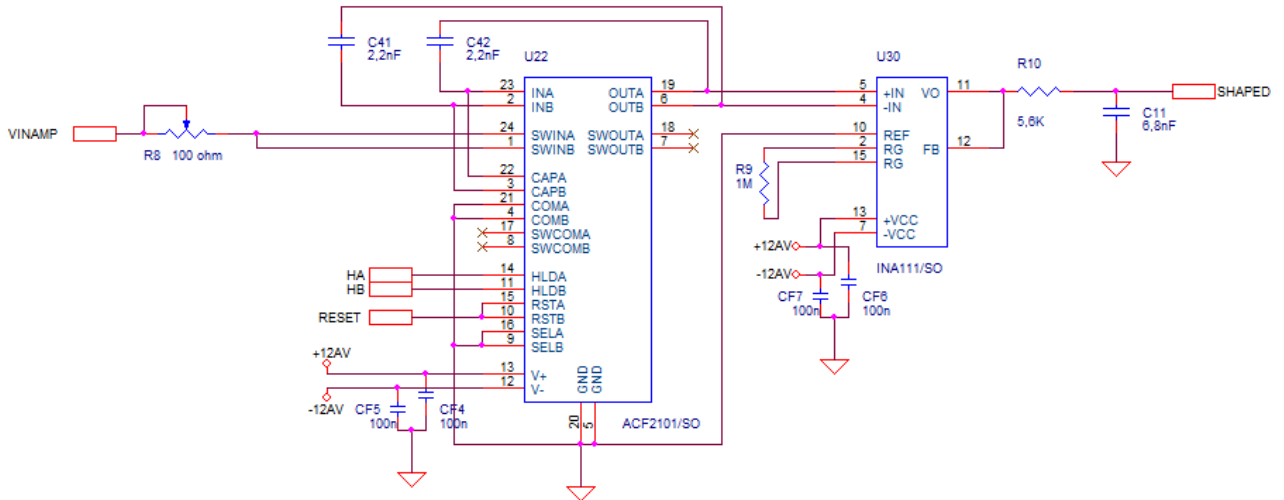 C41
2,2nF
C42
2,2nF
U22
U30
R10
5,6K
SHAPED
C11
6,8nF
VINAMP
R8 100 ohm
23 INA
2 INB
24 SWINA
1 SWINB
22 CAPA
3 CAPB
21 COMA
4 COMB
17 SWCOMA
8 SWCOMB
14 HLDA
11 HLDB
15 RSTA
10 RSTB
16 SELA
9 SELB
13 V+
12 V-
OUTA 19
OUTB 6
SWOUTA 18
SWOUTB 7
GND 20
GND 5
ACF2101/SO
HA
HB
RESET
+12AV
-12AV
CF5
100n
CF4
100n
5 +IN
4 -IN
10 REF
2 RG
15 RG
13 +VCC
7 -VCC
VO 11
FB 12
R9
1M
+12AV
-12AV
INA111/SO
CF7
100n
CF6
100n